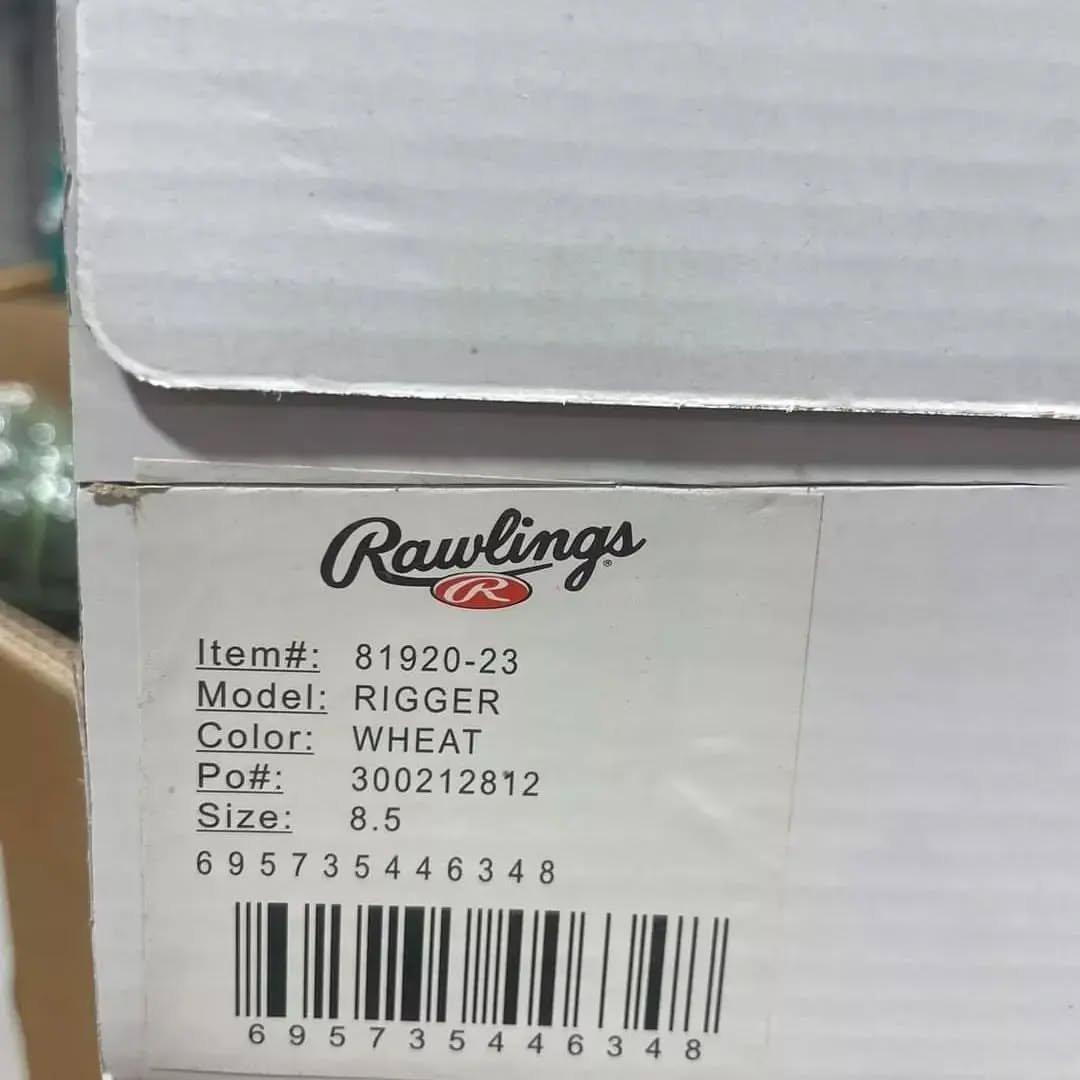 Rawlings®
R
Item#: 81920-23
Model: RIGGER
Color: WHEAT
Po#: 300212812
Size: 8.5
695735446348
695735446348